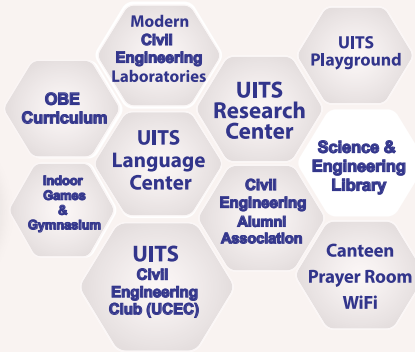 Modern
Civil
Engineering
Laboratories
UITS
Playground
OBE
Curriculum
UITS
Research
Center
UITS
Language
Center
Science &
Engineering
Library
Indoor
Games
&
Gymnasium
Civil
Engineering
Alumni
Association
UITS
Civil
Engineering
Club (UCEC)
Canteen
Prayer Room
WiFi